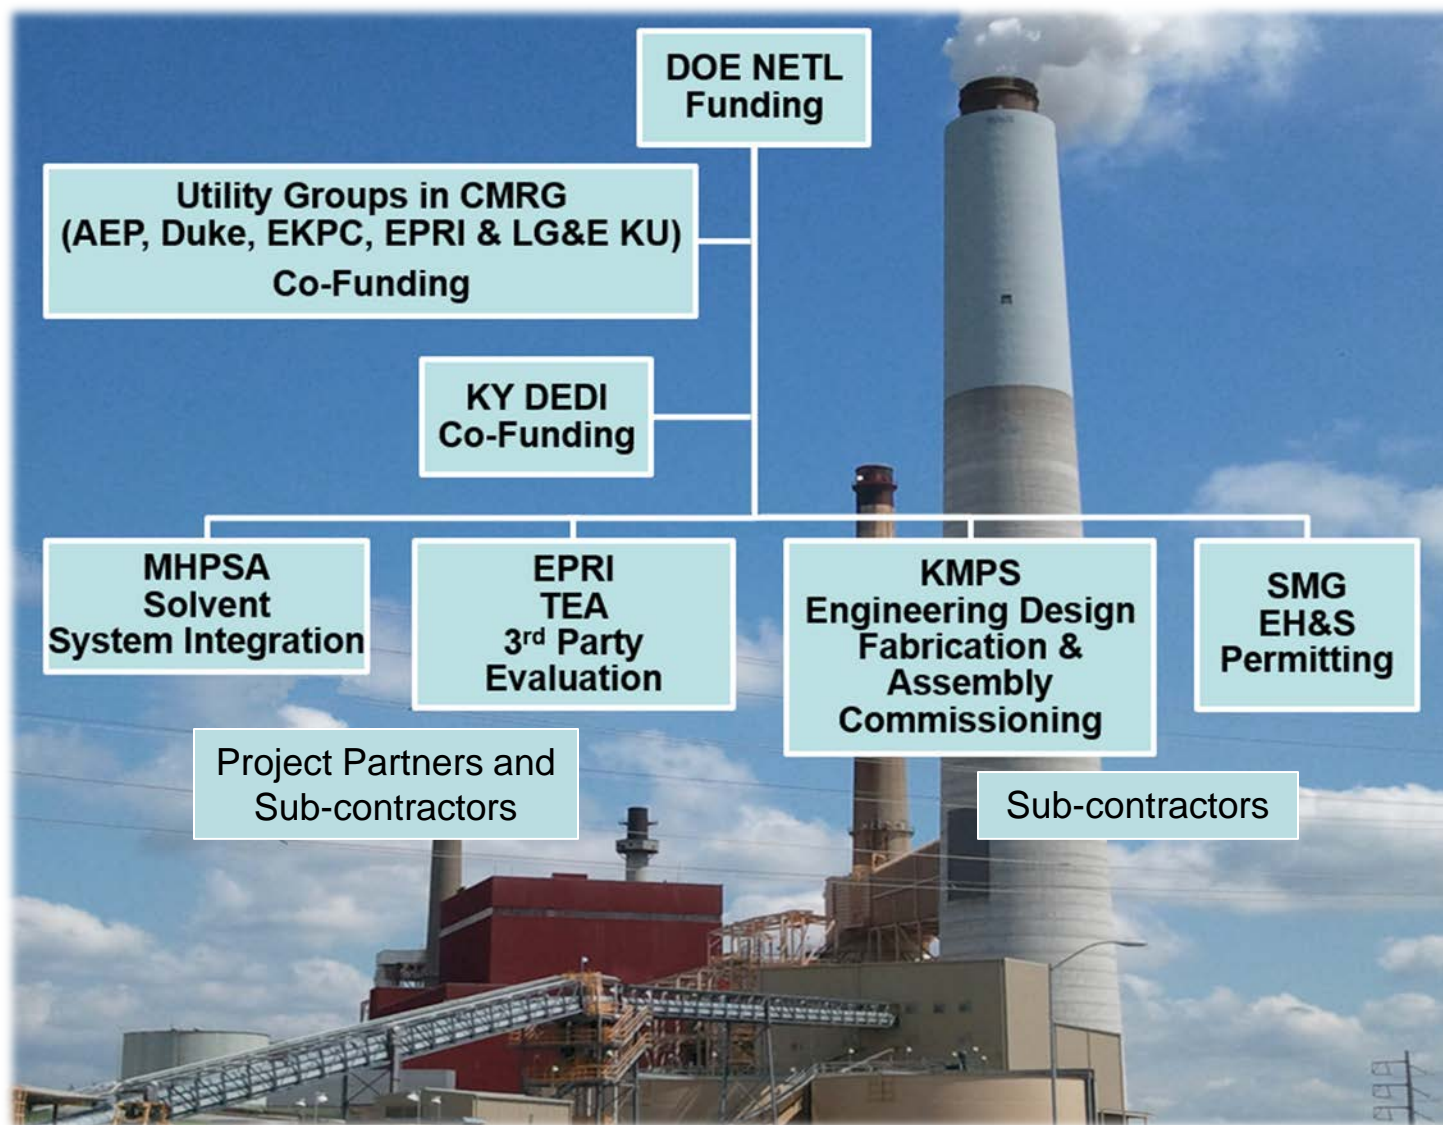 DOE NETL
Funding
Utility Groups in CMRG
(AEP, Duke, EKPC, EPRI & LG&E KU)
Co-Funding
KY DEDI
Co-Funding
MHPSA
Solvent
System Integration
EPRI
TEA
3rd Party
Evaluation
KMPS
Engineering Design
Fabrication &
Assembly
Commissioning
SMG
EH&S
Permitting
Project Partners and
Sub-contractors
Sub-contractors